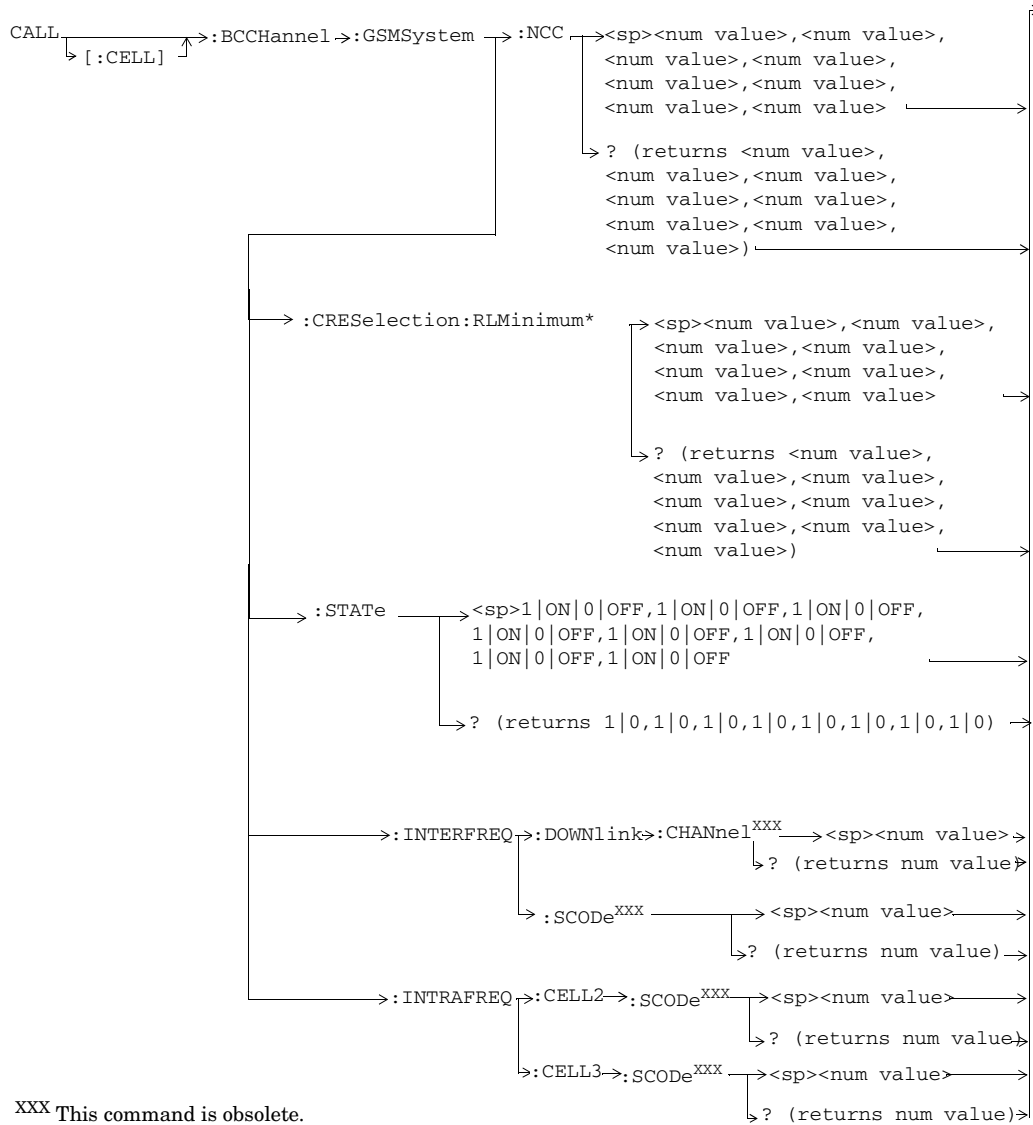 CALL :BCCHannel :GSMSystem :NCC <sp><num value>,<num value>,
[:CELL] <num value>,<num value>,
<num value>,<num value>,
<num value>,<num value>
? (returns <num value>,
<num value>,<num value>,
<num value>,<num value>,
<num value>,<num value>,
<num value>)
:CRESelection:RLMinimum* <sp><num value>,<num value>,
<num value>,<num value>,
<num value>,<num value>,
<num value>,<num value>
? (returns <num value>,
<num value>,<num value>,
<num value>,<num value>,
<num value>,<num value>,
<num value>)
:STATe <sp>1|ON|0|OFF,1|ON|0|OFF,1|ON|0|OFF,
1|ON|0|OFF,1|ON|0|OFF,1|ON|0|OFF,
1|ON|0|OFF,1|ON|0|OFF
? (returns 1|0,1|0,1|0,1|0,1|0,1|0,1|0,1|0)
:INTERFREQ :DOWNlink :CHANnelXXX <sp><num value>
? (returns num value)
:SCODeXXX <sp><num value>
? (returns num value)
:INTRAFREQ :CELL2 :SCODeXXX <sp><num value>
? (returns num value)
:CELL3 :SCODeXXX <sp><num value>
XXX This command is obsolete. ? (returns num value)